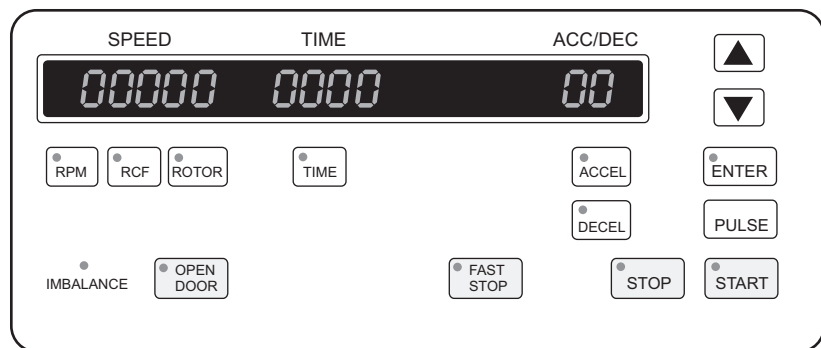 SPEED TIME ACC/DEC
00000 0000 00
RPM RCF ROTOR TIME ACCEL ENTER
DECEL PULSE
IMBALANCE OPEN DOOR FAST STOP STOP START